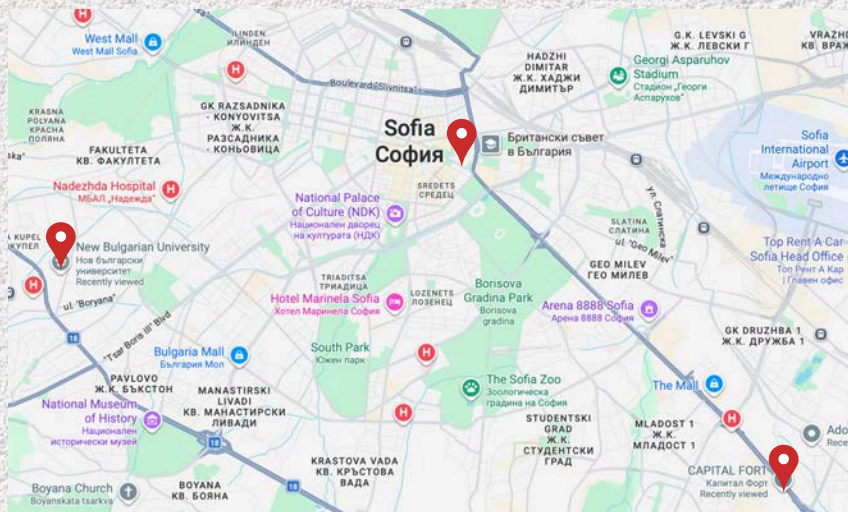 West Mall
West Mall Sofia
ILINDEN
ИЛИНДЕН
HADZHI
DIMITAR
Ж.К. ХАДЖИ
ДИМИТЪР
G.K. LEVSKI G
Ж.К. ЛЕВСКИ Г
Georgi Asparuhov
Stadium
Стадион „Георги
Аспарухов“
KRASNA
POLYANA
КРАСНА
ПОЛЯНА
GK RAZSADNIKA
- KONYOVITSA
Ж.К.
РАЗСАДНИКА
- КОНЬОВИЦА
Boulevard "Slivnitsa"
Sofia
София
Британски съвет
в България
Sofia
International
Airport
Международно
летище София
FAKULTETA
КВ. ФАКУЛТЕТА
Nadezhda Hospital
МБАЛ „Надежда“
SREDETS
СРЕДЕЦ
National Palace
of Culture (NDK)
Национален дворец
на културата (НДК)
ул. Слатинска
SLATINA
СЛАТИНА
ul. "Geo Milev"
New Bulgarian University
Нов български
университет
Recently viewed
GEO MILEV
ГЕО МИЛЕВ
Top Rent A Car
Sofia Head Office
Топ Рент А Кар
| Главен офис
ul. "Boryana"
TRIADITSA
ТРИАДИЦА
LOZENETS
ЛОЗЕНЕЦ
Borisova
Gradina Park
Borisova
gradina
Hotel Marinela Sofia
Хотел Маринела София
Arena 8888 Sofia
Арена 8888 София
"Tsar Boris III" Blvd
18
GK DRUZHBA 1
Ж.К. ДРУЖБА 1
Bulgaria Mall
България Мол
South Park
Южен парк
PAVLOVO
Ж.К. БЪКСТОН
MANASTIRSKI
LIVADI
КВ. МАНАСТИРСКИ
ЛИВАДИ
The Sofia Zoo
Зоологическа
градина на София
The Mall
National Museum
of History
Национален
исторически музей
STUDENTSKI
GRAD
Ж.К.
СТУДЕНТСКИ
ГРАД
MLADOST 1
Ж.К.
МЛАДОСТ 1
18
KRASTOVA VADA
КВ. КРЪСТОВА
ВАДА
CAPITAL FORT
Капитал Форт
Recently viewed
Boyana Church
Boyanska tsarkva
BOYANA
КВ. БОЯНА
18